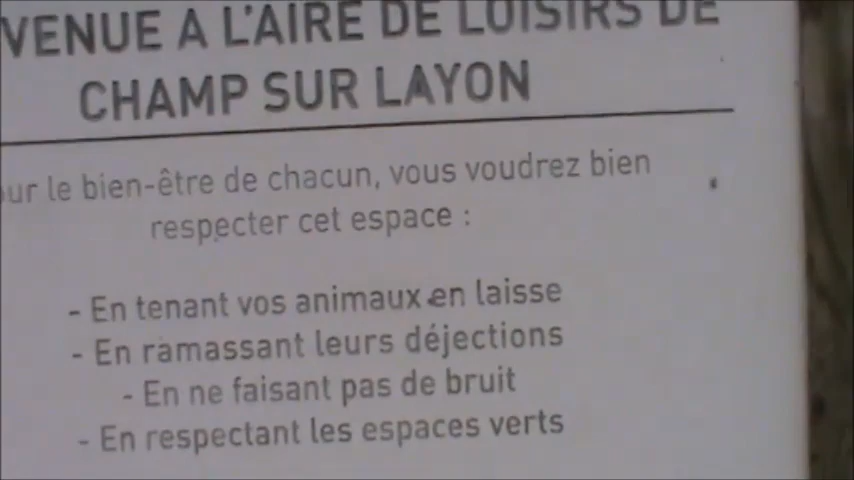 VENUE A L'AIRE DE LOISIRS DE
CHAMP SUR LAYON
our le bien-être de chacun, vous voudrez bien
respecter cet espace :
- En tenant vos animaux en laisse
- En ramassant leurs déjections
- En ne faisant pas de bruit
- En respectant les espaces verts